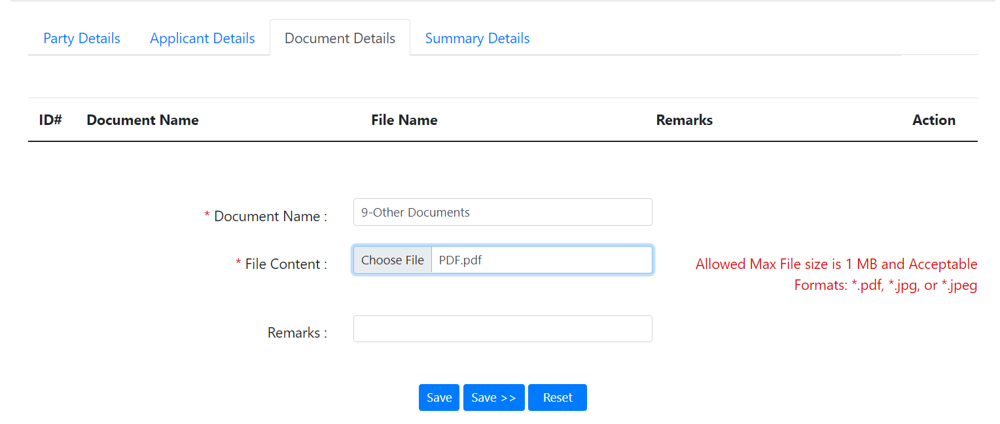 Party Details Applicant Details Document Details Summary Details
ID# Document Name File Name Remarks Action
* Document Name : 9-Other Documents
* File Content : Choose File PDF.pdf Allowed Max File size is 1 MB and Acceptable
Formats: *.pdf, *.jpg, or *.jpeg
Remarks :
Save Save >> Reset